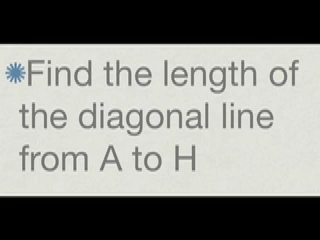 Find the length of
the diagonal line
from A to H